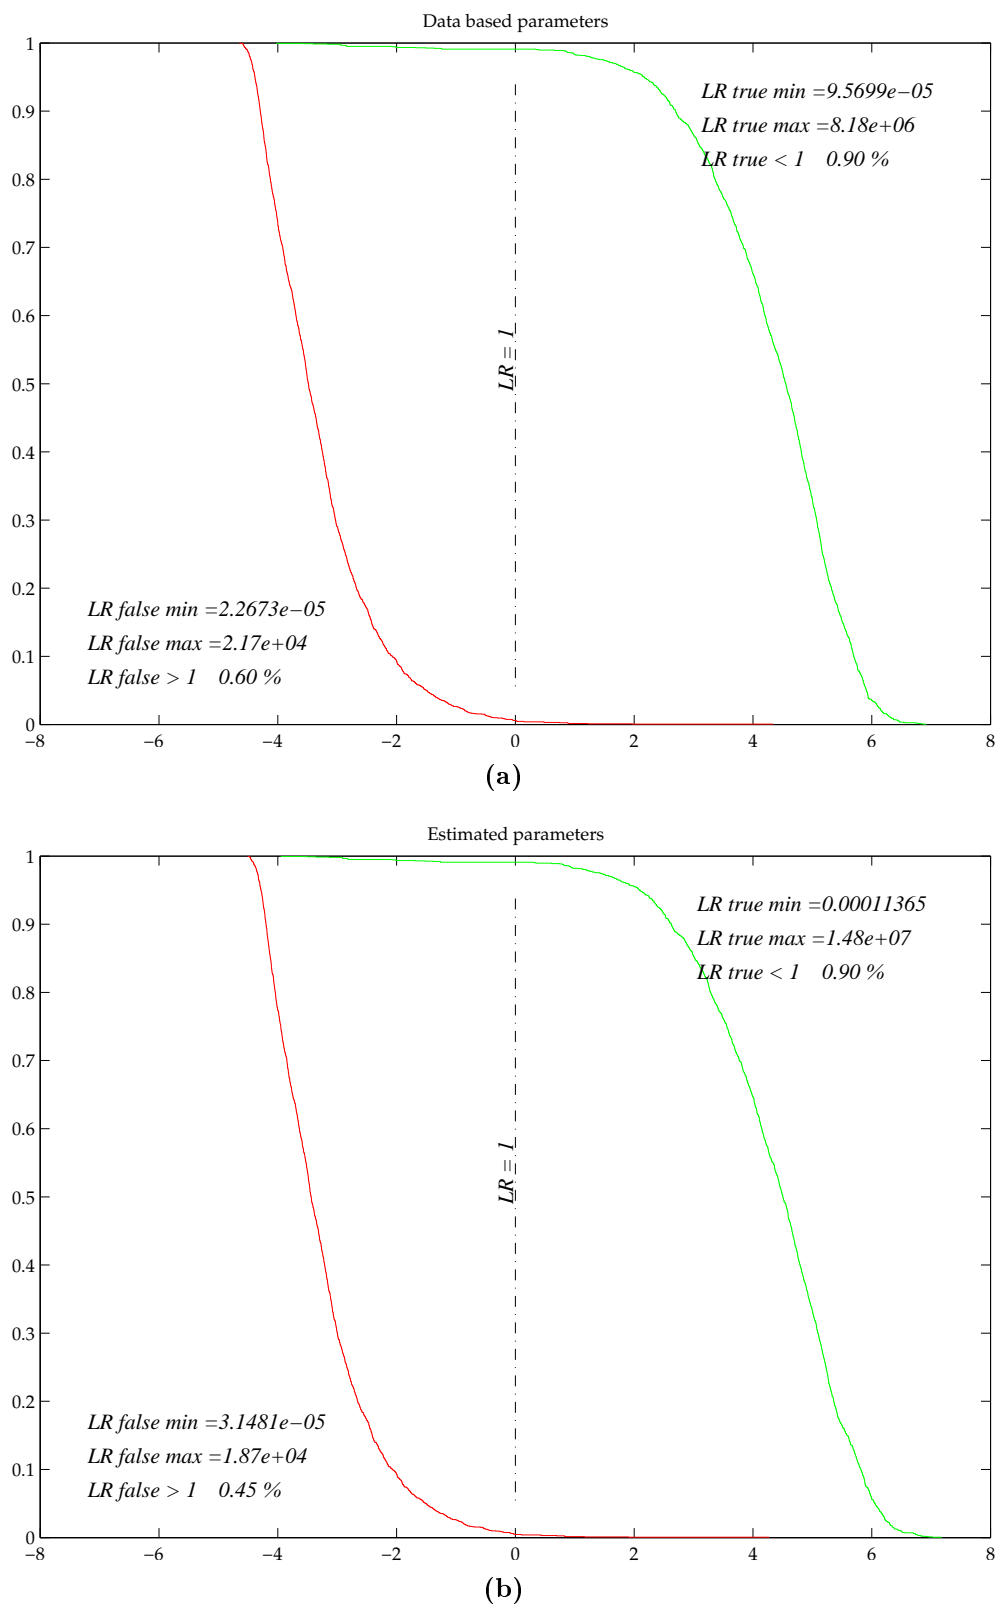 Data based parameters
1
0.9
0.8
0.7
0.6
0.5
0.4
0.3
0.2
0.1
0
LR true min =9.5699e−05
LR true max =8.18e+06
LR true < 1 0.90 %
LR = 1
LR false min =2.2673e−05
LR false max =2.17e+04
LR false > 1 0.60 %
−8 −6 −4 −2 0 2 4 6 8
(a)
Estimated parameters
1
0.9
0.8
0.7
0.6
0.5
0.4
0.3
0.2
0.1
0
LR true min =0.00011365
LR true max =1.48e+07
LR true < 1 0.90 %
LR = 1
LR false min =3.1481e−05
LR false max =1.87e+04
LR false > 1 0.45 %
−8 −6 −4 −2 0 2 4 6 8
(b)